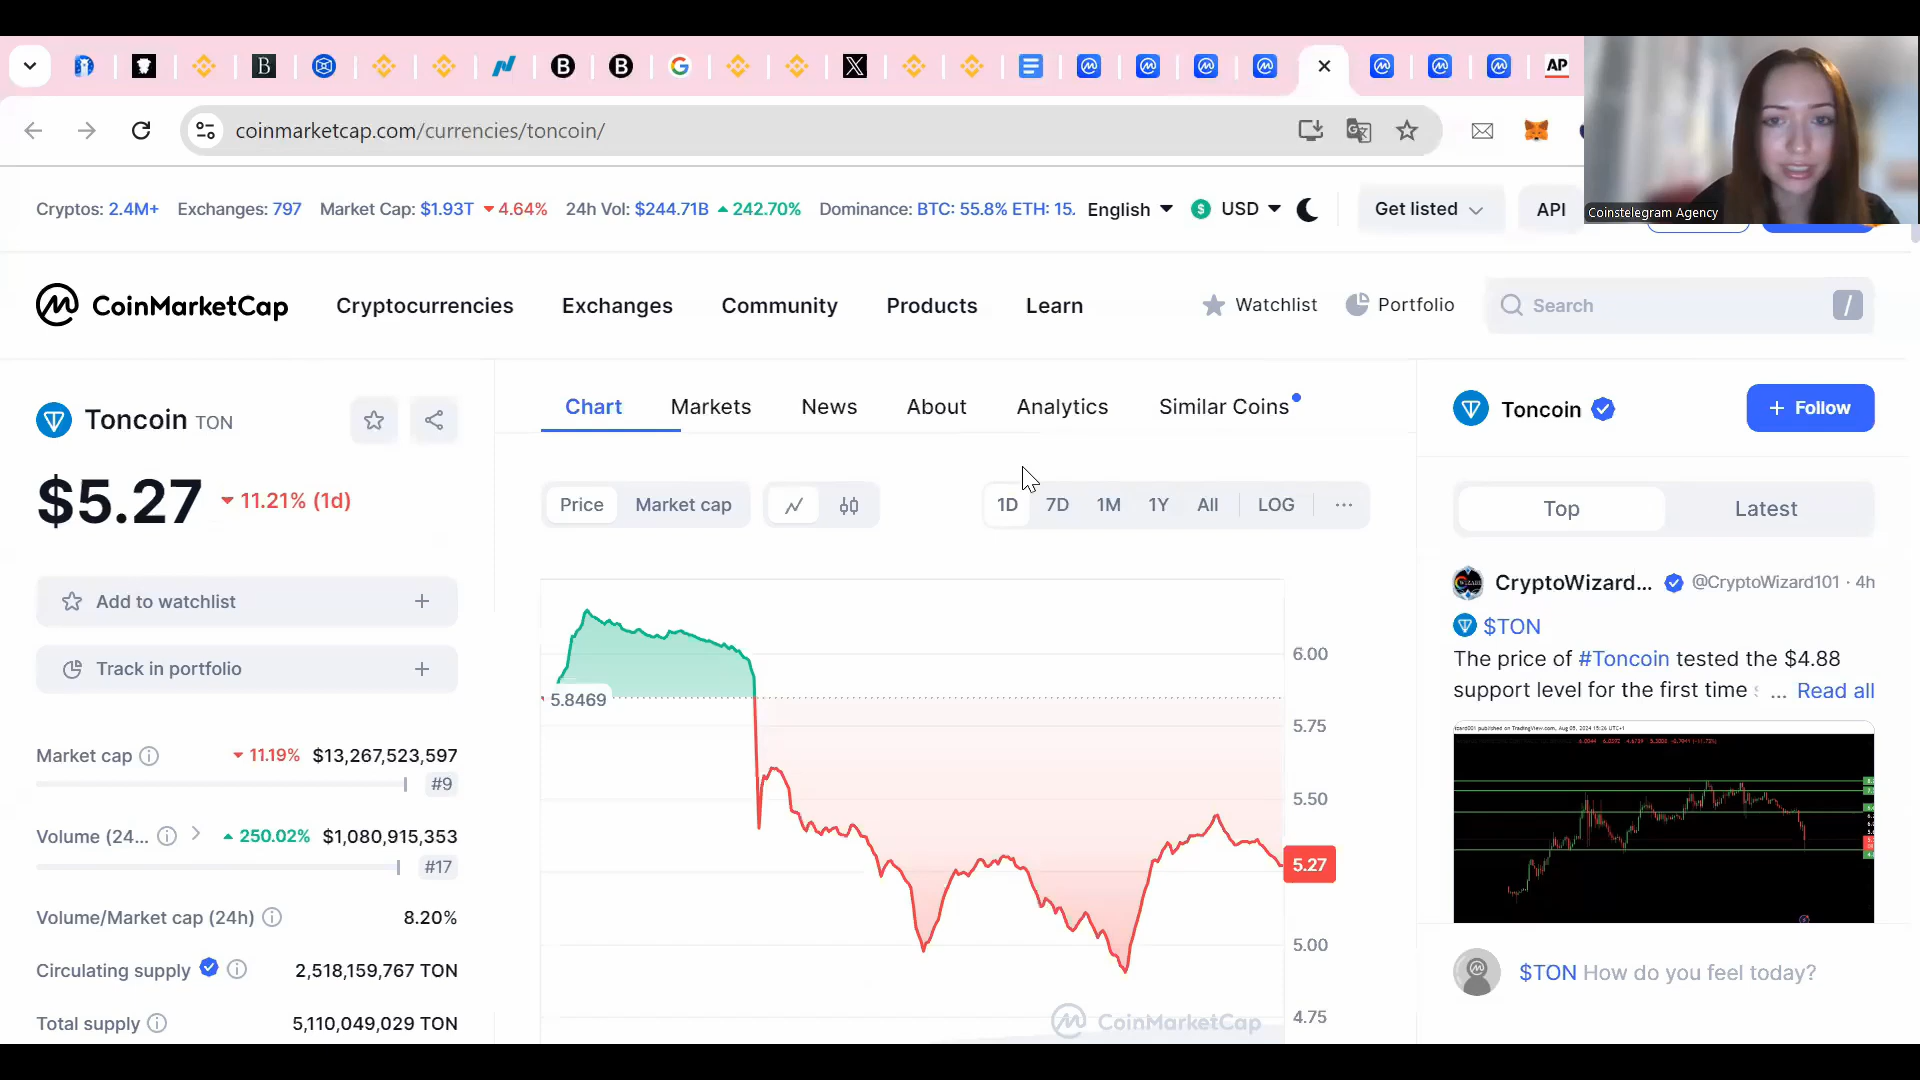 AP
coinmarketcap.com/currencies/toncoin/
Coinstelegram Agency
Cryptos: 2.4M+ Exchanges: 797 Market Cap: $1.93T 4.64% 24h Vol: $244.71B 242.70% Dominance: BTC: 55.8% ETH: 15. English USD Get listed API
CoinMarketCap Cryptocurrencies Exchanges Community Products Learn Watchlist Portfolio Search /
Toncoin TON
$5.27 11.21% (1d)
Add to watchlist +
Track in portfolio +
Market cap 11.19% $13,267,523,597
#9
Volume (24... 250.02% $1,080,915,353
#17
Volume/Market cap (24h) 8.20%
Circulating supply 2,518,159,767 TON
Total supply 5,110,049,029 TON
Chart Markets News About Analytics Similar Coins
Price Market cap 1D 7D 1M 1Y All LOG ...
5.8469
6.00
5.75
5.50
5.27
5.00
4.75
CoinMarketCap
Toncoin + Follow
Top Latest
CryptoWizard... @CryptoWizard101 · 4h
$TON
The price of #Toncoin tested the $4.88
support level for the first time ... Read all
$TON How do you feel today?